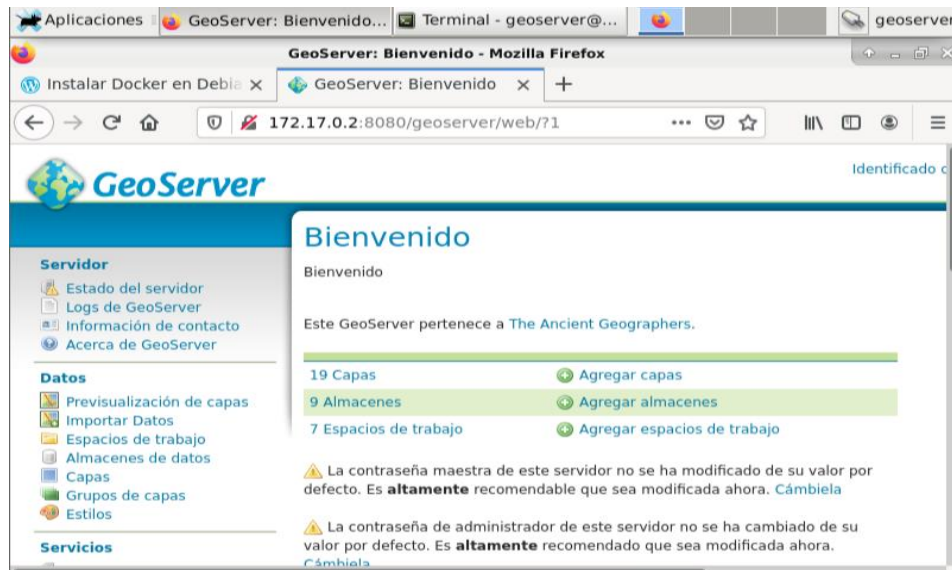 Aplicaciones
GeoServer: Bienvenido...
Terminal - geoserver@...
geoserver
GeoServer: Bienvenido - Mozilla Firefox
Instalar Docker en Debia
GeoServer: Bienvenido
172.17.0.2:8080/geoserver/web/?1
GeoServer
Identificado
Servidor
Estado del servidor
Logs de GeoServer
Información de contacto
Acerca de GeoServer
Datos
Previsualización de capas
Importar Datos
Espacios de trabajo
Almacenes de datos
Capas
Grupos de capas
Estilos
Servicios
Bienvenido
Bienvenido
Este GeoServer pertenece a The Ancient Geographers.
19 Capas Agregar capas
9 Almacenes Agregar almacenes
7 Espacios de trabajo Agregar espacios de trabajo
La contraseña maestra de este servidor no se ha modificado de su valor por
defecto. Es altamente recomendable que sea modificada ahora. Cámbiela
La contraseña de administrador de este servidor no se ha cambiado de su
valor por defecto. Es altamente recomendado que sea modificada ahora.
Cámbiela